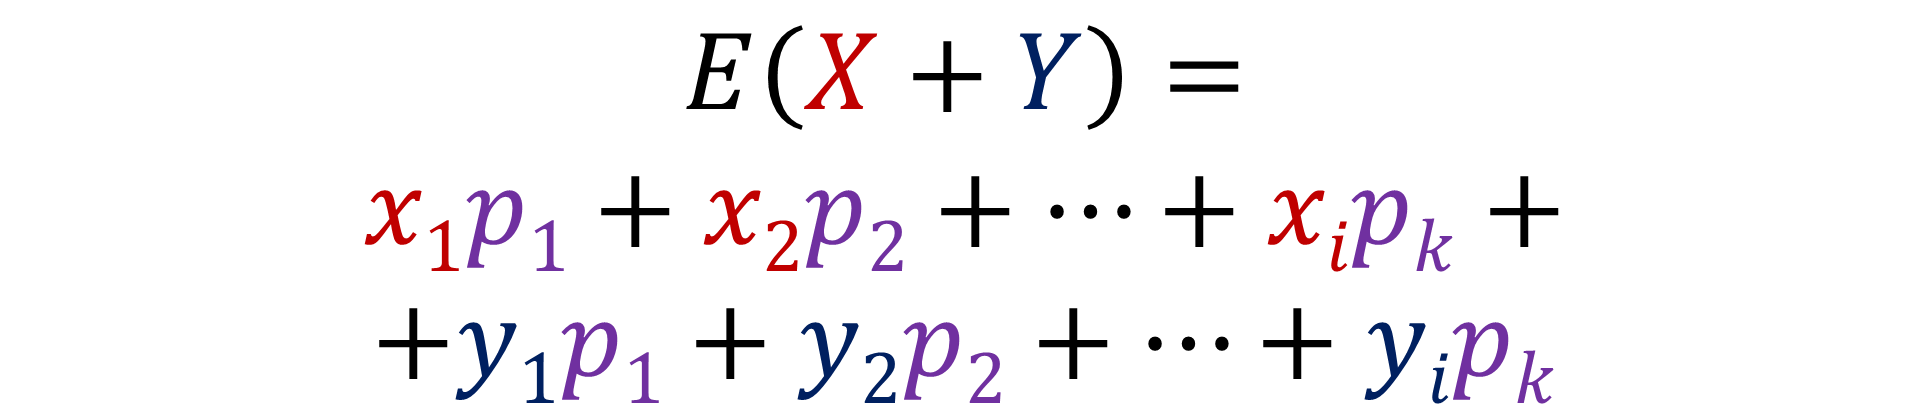 E(X + Y) =
x₁p₁ + x₂p₂ + ⋯ + xᵢpₖ +
+y₁p₁ + y₂p₂ + ⋯ + yᵢpₖ